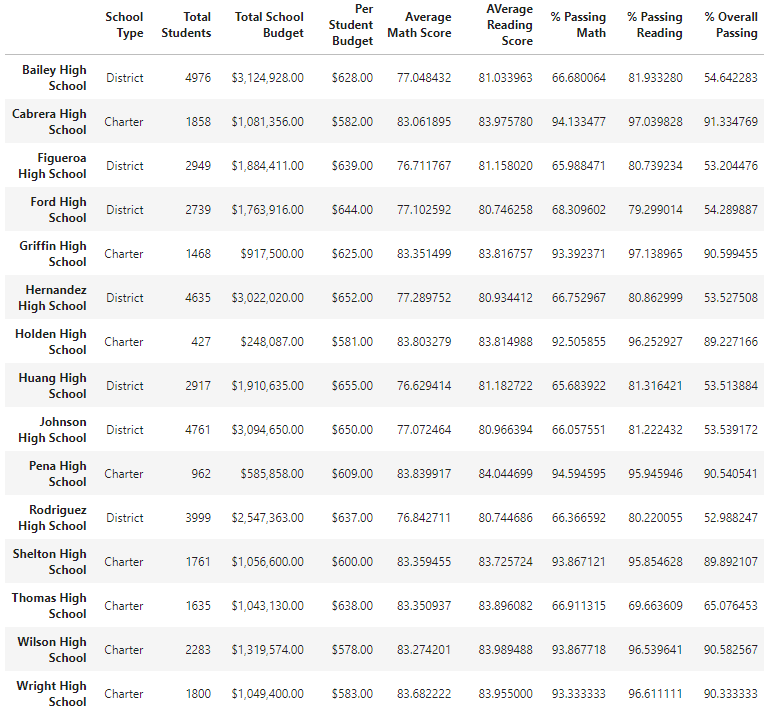 School Type Total Students Total School Budget Per Student Budget Average Math Score AVerage Reading Score % Passing Math % Passing Reading % Overall Passing
Bailey High School District 4976 $3,124,928.00 $628.00 77.048432 81.033963 66.680064 81.933280 54.642283
Cabrera High School Charter 1858 $1,081,356.00 $582.00 83.061895 83.975780 94.133477 97.039828 91.334769
Figueroa High School District 2949 $1,884,411.00 $639.00 76.711767 81.158020 65.988471 80.739234 53.204476
Ford High School District 2739 $1,763,916.00 $644.00 77.102592 80.746258 68.309602 79.299014 54.289887
Griffin High School Charter 1468 $917,500.00 $625.00 83.351499 83.816757 93.392371 97.138965 90.599455
Hernandez High School District 4635 $3,022,020.00 $652.00 77.289752 80.934412 66.752967 80.862999 53.527508
Holden High School Charter 427 $248,087.00 $581.00 83.803279 83.814988 92.505855 96.252927 89.227166
Huang High School District 2917 $1,910,635.00 $655.00 76.629414 81.182722 65.683922 81.316421 53.513884
Johnson High School District 4761 $3,094,650.00 $650.00 77.072464 80.966394 66.057551 81.222432 53.539172
Pena High School Charter 962 $585,858.00 $609.00 83.839917 84.044699 94.594595 95.945946 90.540541
Rodriguez High School District 3999 $2,547,363.00 $637.00 76.842711 80.744686 66.366592 80.220055 52.988247
Shelton High School Charter 1761 $1,056,600.00 $600.00 83.359455 83.725724 93.867121 95.854628 89.892107
Thomas High School Charter 1635 $1,043,130.00 $638.00 83.350937 83.896082 66.911315 69.663609 65.076453
Wilson High School Charter 2283 $1,319,574.00 $578.00 83.274201 83.989488 93.867718 96.539641 90.582567
Wright High School Charter 1800 $1,049,400.00 $583.00 83.682222 83.955000 93.333333 96.611111 90.333333